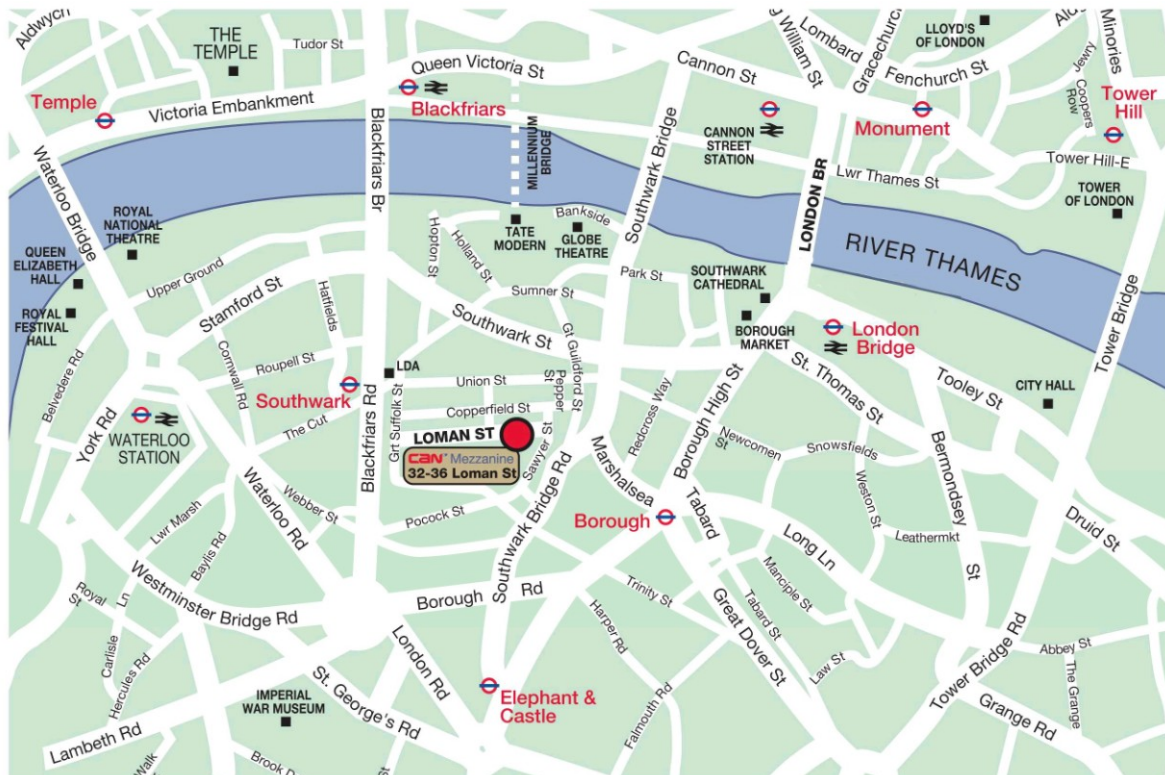 Aldwych
THE
TEMPLE
Tudor St
Queen Victoria St
Cannon St
William St
Lombard
Gracechurch
LLOYD'S
OF LONDON
Fenchurch St
Minories
Jewry
Coopers
Row
Tower
Hill
Temple
Victoria Embankment
Blackfriars
Blackfriars Br
MILLENNIUM
BRIDGE
Southwark Bridge
CANNON
STREET
STATION
Monument
Lwr Thames St
Tower Hill-E
TOWER
OF LONDON
Waterloo Bridge
LONDON BR
RIVER THAMES
Tower Bridge
ROYAL
NATIONAL
THEATRE
QUEEN
ELIZABETH
HALL
ROYAL
FESTIVAL
HALL
Upper Ground
Stamford St
Hatfields
Hopton St
Holland St
TATE
MODERN
Bankside
GLOBE
THEATRE
Park St
Sumner St
Southwark St
Gt Guildford St
SOUTHWARK
CATHEDRAL
BOROUGH
MARKET
London
Bridge
Tooley St
CITY HALL
St. Thomas St
Belvedere Rd
York Rd
WATERLOO
STATION
Cornwall Rd
Roupell St
Southwark
The Cut
LDA
Blackfriars Rd
Grt Suffolk St
Union St
Copperfield St
Pepper
St
LOMAN ST
can Mezzanine
32-36 Loman St
Sawyer St
Redcross Way
Borough High St
Marshalsea
Newcomen
St
Snowsfields
Weston St
Bermondsey
St
Leathermkt
Druid St
Waterloo Rd
Webber St
Pocock St
Southwark Bridge Rd
Borough
Tabard
Long Ln
Lwr Marsh
Baylis Rd
Westminster Bridge Rd
Royal
St
Carlisle
Ln
Hercules Rd
Borough Rd
London Rd
Trinity St
Harper Rd
Manciple St
Tabard St
Great Dover St
Law St
Tower Bridge Rd
Abbey St
The Grange
Grange Rd
Elephant &
Castle
Falmouth Rd
IMPERIAL
WAR MUSEUM
St. George's Rd
Lambeth Rd
Walk
Brook